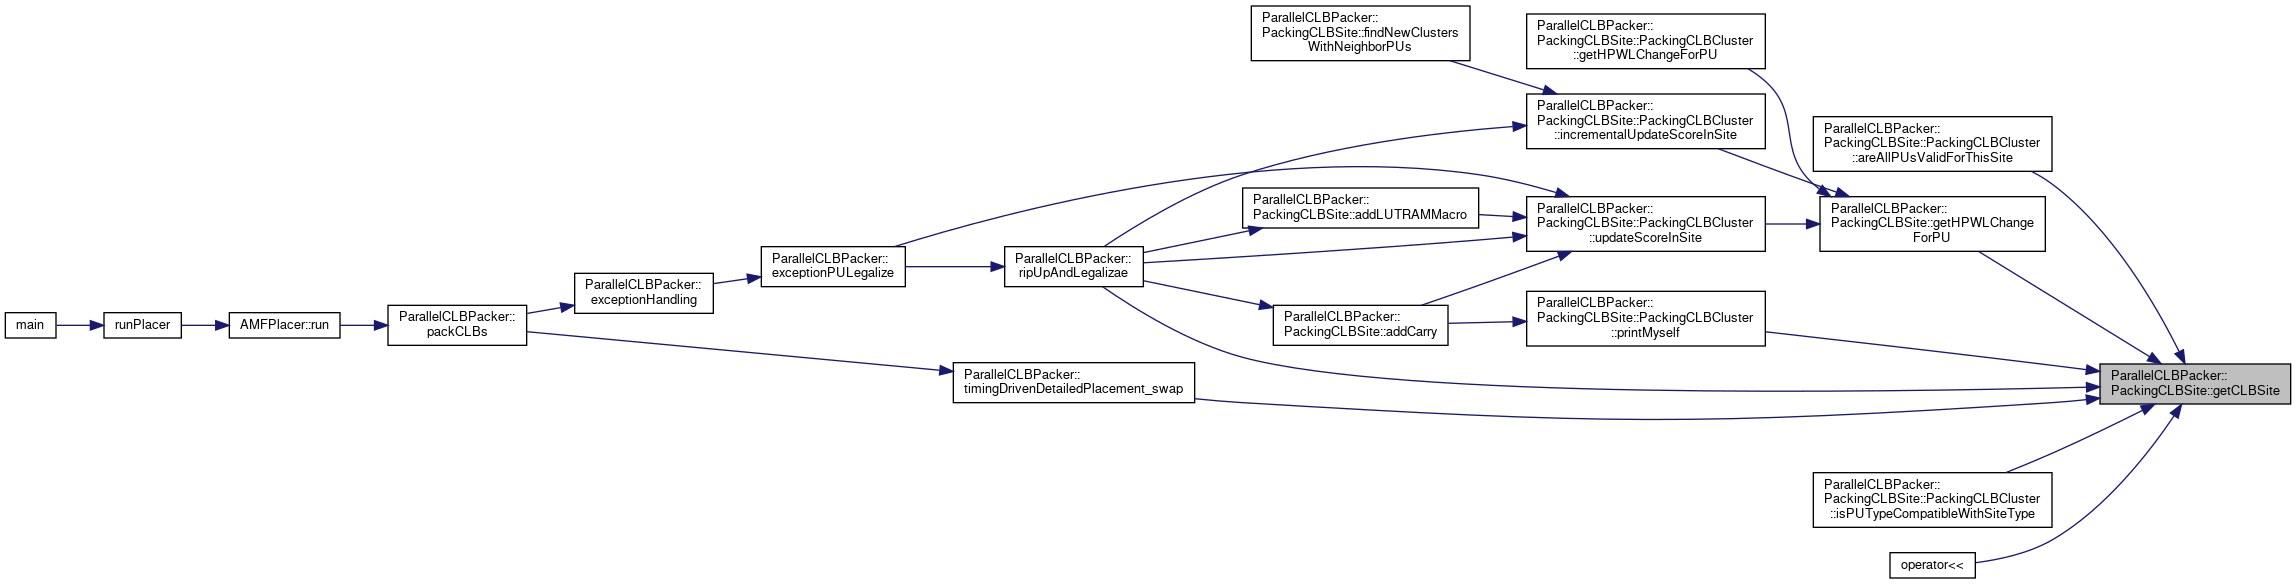 ParallelCLBPacker::
PackingCLBSite::findNewClusters
WithNeighborPUs
ParallelCLBPacker::
PackingCLBSite::PackingCLBCluster
::getHPWLChangeForPU
ParallelCLBPacker::
PackingCLBSite::PackingCLBCluster
::incrementalUpdateScoreInSite
ParallelCLBPacker::
PackingCLBSite::PackingCLBCluster
::areAllPUsValidForThisSite
ParallelCLBPacker::
PackingCLBSite::addLUTRAMMacro
ParallelCLBPacker::
PackingCLBSite::PackingCLBCluster
::updateScoreInSite
ParallelCLBPacker::
PackingCLBSite::getHPWLChange
ForPU
ParallelCLBPacker::
exceptionPULegalize
ParallelCLBPacker::
ripUpAndLegalizae
ParallelCLBPacker::
exceptionHandling
main
runPlacer
AMFPlacer::run
ParallelCLBPacker::
packCLBs
ParallelCLBPacker::
PackingCLBSite::addCarry
ParallelCLBPacker::
PackingCLBSite::PackingCLBCluster
::printMyself
ParallelCLBPacker::
timingDrivenDetailedPlacement_swap
ParallelCLBPacker::
PackingCLBSite::getCLBSite
ParallelCLBPacker::
PackingCLBSite::PackingCLBCluster
::isPUTypeCompatibleWithSiteType
operator<<